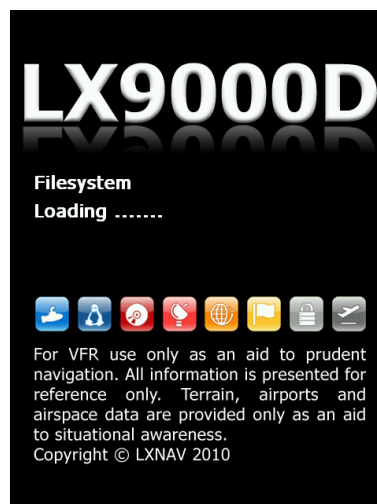 LX9000D
Filesystem
Loading .......
For VFR use only as an aid to prudent
navigation. All information is presented for
reference only. Terrain, airports and
airspace data are provided only as an aid
to situational awareness.
Copyright © LXNAV 2010